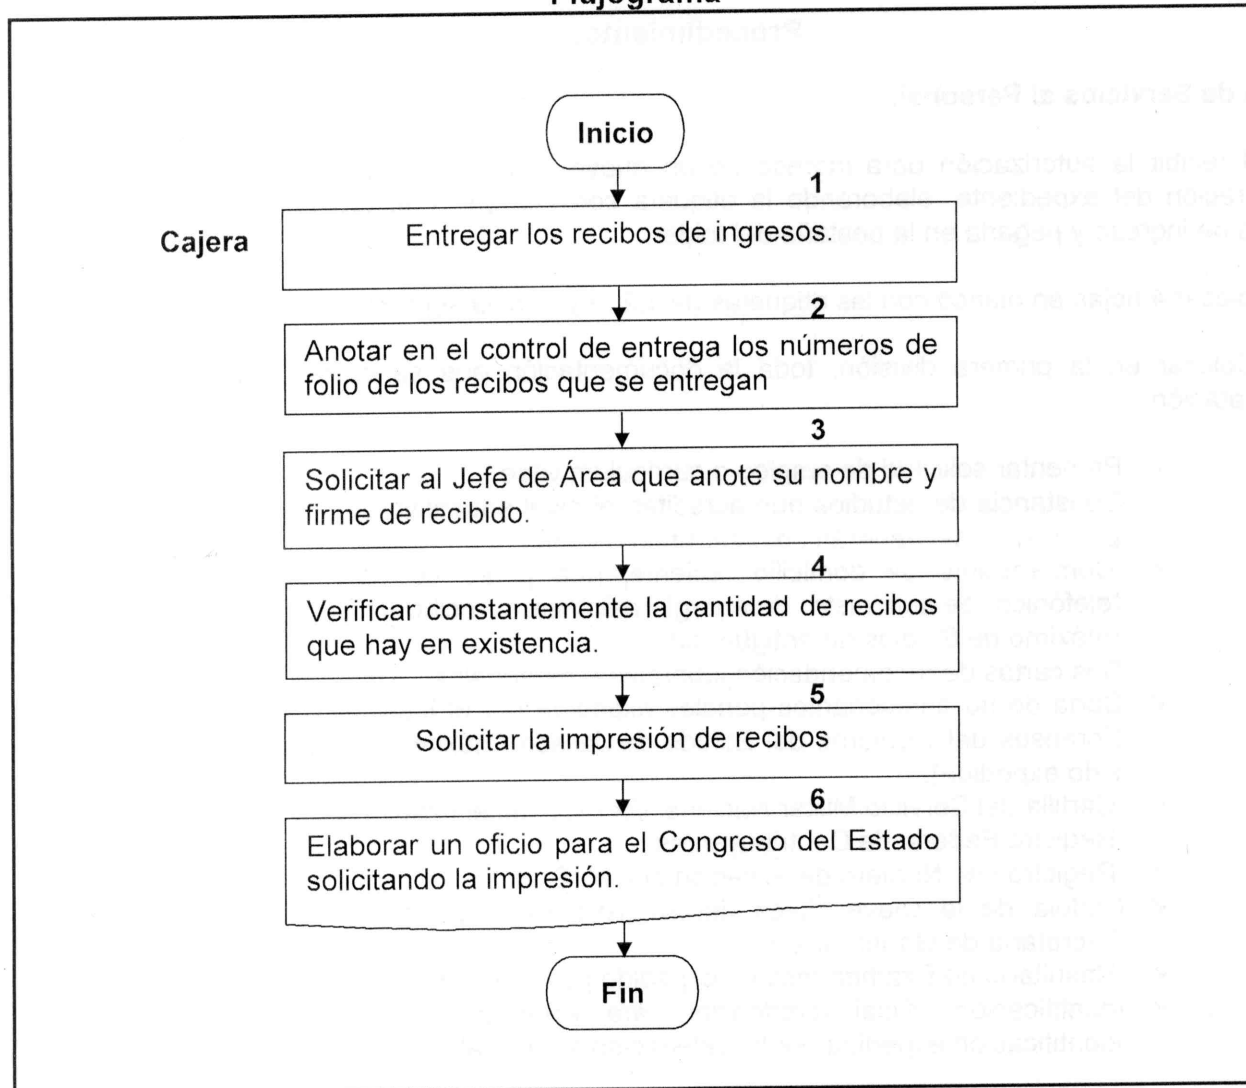 Flujograma
Inicio
1
Cajera
Entregar los recibos de ingresos.
2
Anotar en el control de entrega los números de
folio de los recibos que se entregan
3
Solicitar al Jefe de Área que anote su nombre y
firme de recibido.
4
Verificar constantemente la cantidad de recibos
que hay en existencia.
5
Solicitar la impresión de recibos
6
Elaborar un oficio para el Congreso del Estado
solicitando la impresión.
Fin